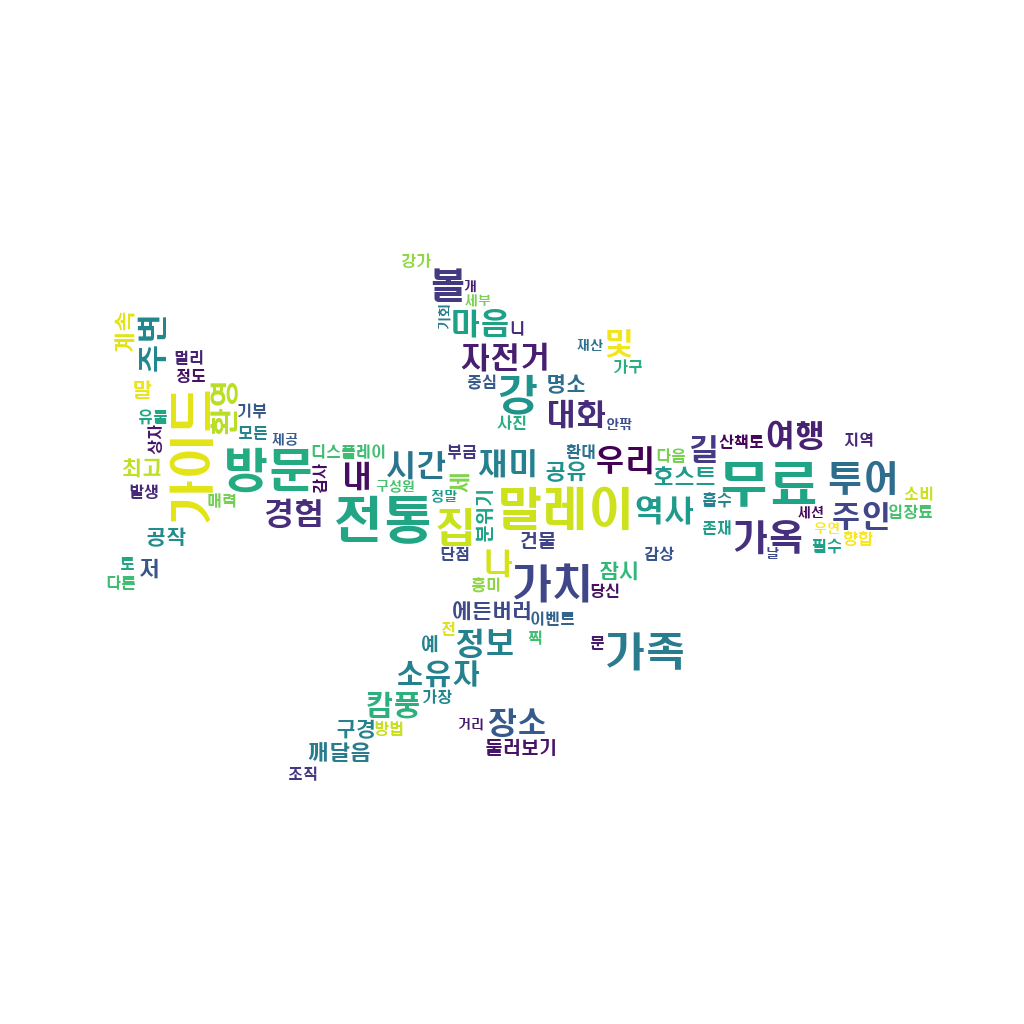 강가
볼
개
세부
기회
마음
니
계속
주변
자전거
재산
및
가구
멀리
정도
중심
강
명소
말
환영
가이드
유물
기부
모든
제공
사진
대화
안팎
상자
최고
발생
매력
방문
디스플레이
감사
내
구성원
시간
부금
세
정말
재미
분위기
공유
환대
우리
다음
호스트
길
산책로
여행
지역
경험
전통
집
말레이
역사
흡수
존재
무료
투어
세션
주인
소비
입장료
공작
저
토
다른
단점
나
흥미
건물
가치
잠시
당신
감상
가옥
날
우연
필수
향합
에든버러
이벤트
전
예
정보
찍
문
가족
소유자
캄풍
가장
구경
방법
거리
장소
둘러보기
깨달음
조직